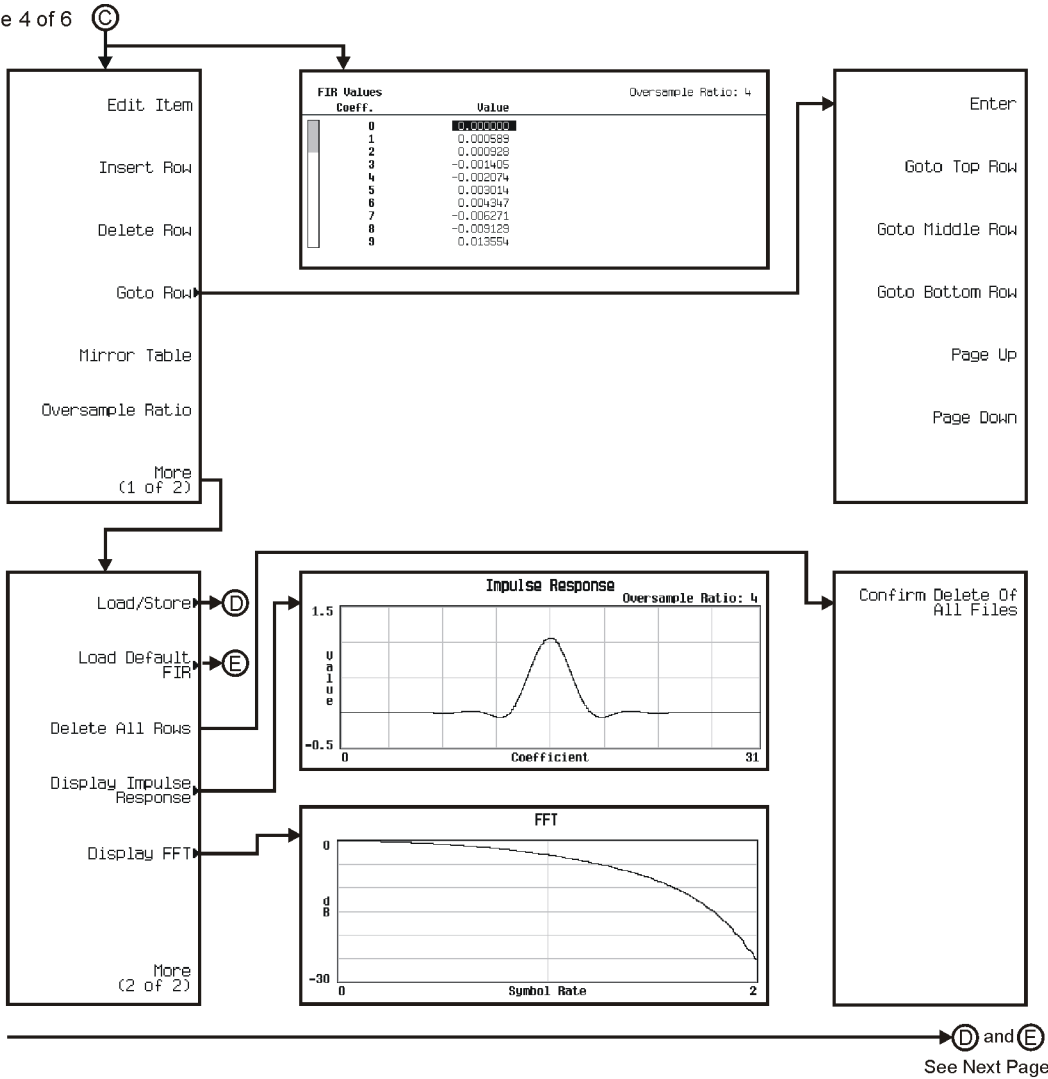 e 4 of 6 C
Edit Item
Insert Row
Delete Row
Goto Row
Mirror Table
Oversample Ratio
More
(1 of 2)
FIR Values Oversample Ratio: 4
Coeff. Value
0 0.000000
1 0.000589
2 0.000928
3 -0.001405
4 -0.002074
5 0.003014
6 0.004347
7 -0.006271
8 -0.009129
9 0.013554
Enter
Goto Top Row
Goto Middle Row
Goto Bottom Row
Page Up
Page Down
Load/Store D
Load Default
FIR E
Delete All Rows
Display Impulse
Response
Display FFT
More
(2 of 2)
Impulse Response
Oversample Ratio: 4
1.5
Value
-0.5
0 Coefficient 31
FFT
0
dB
-30
0 Symbol Rate 2
Confirm Delete Of
All Files
D and E
See Next Page